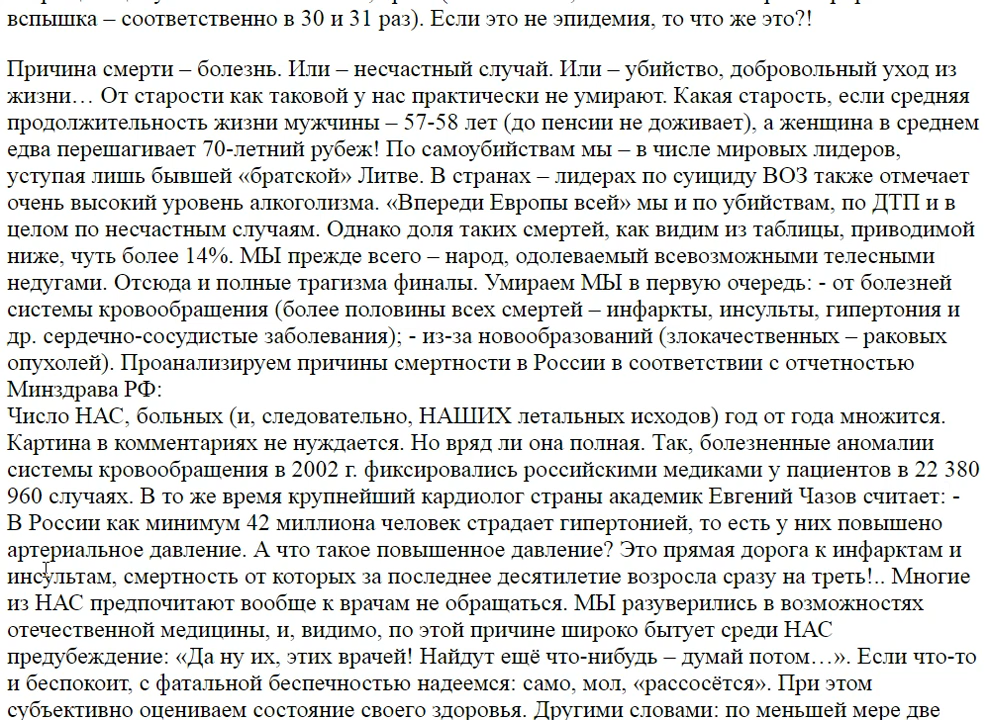 вспышка – соответственно в 30 и 31 раз). Если это не эпидемия, то что же это?!
Причина смерти – болезнь. Или – несчастный случай. Или – убийство, добровольный уход из
жизни… От старости как таковой у нас практически не умирают. Какая старость, если средняя
продолжительность жизни мужчины – 57-58 лет (до пенсии не доживает), а женщина в среднем
едва перешагивает 70-летний рубеж! По самоубийствам мы – в числе мировых лидеров,
уступая лишь бывшей «братской» Литве. В странах – лидерах по суициду ВОЗ также отмечает
очень высокий уровень алкоголизма. «Впереди Европы всей» мы и по убийствам, по ДТП и в
целом по несчастным случаям. Однако доля таких смертей, как видим из таблицы, приводимой
ниже, чуть более 14%. МЫ прежде всего – народ, одолеваемый всевозможными телесными
недугами. Отсюда и полные трагизма финалы. Умираем МЫ в первую очередь: - от болезней
системы кровообращения (более половины всех смертей – инфаркты, инсульты, гипертония и
др. сердечно-сосудистые заболевания); - из-за новообразований (злокачественных – раковых
опухолей). Проанализируем причины смертности в России в соответствии с отчетностью
Минздрава РФ:
Число НАС, больных (и, следовательно, НАШИХ летальных исходов) год от года множится.
Картина в комментариях не нуждается. Но вряд ли она полная. Так, болезненные аномалии
системы кровообращения в 2002 г. фиксировались российскими медиками у пациентов в 22 380
960 случаях. В то же время крупнейший кардиолог страны академик Евгений Чазов считает: -
В России как минимум 42 миллиона человек страдает гипертонией, то есть у них повышено
артериальное давление. А что такое повышенное давление? Это прямая дорога к инфарктам и
инсультам, смертность от которых за последнее десятилетие возросла сразу на треть!.. Многие
из НАС предпочитают вообще к врачам не обращаться. МЫ разуверились в возможностях
отечественной медицины, и, видимо, по этой причине широко бытует среди НАС
предубеждение: «Да ну их, этих врачей! Найдут ещё что-нибудь – думай потом…». Если что-то
и беспокоит, с фатальной беспечностью надеемся: само, мол, «рассосётся». При этом
субъективно оцениваем состояние своего здоровья. Другими словами: по меньшей мере две